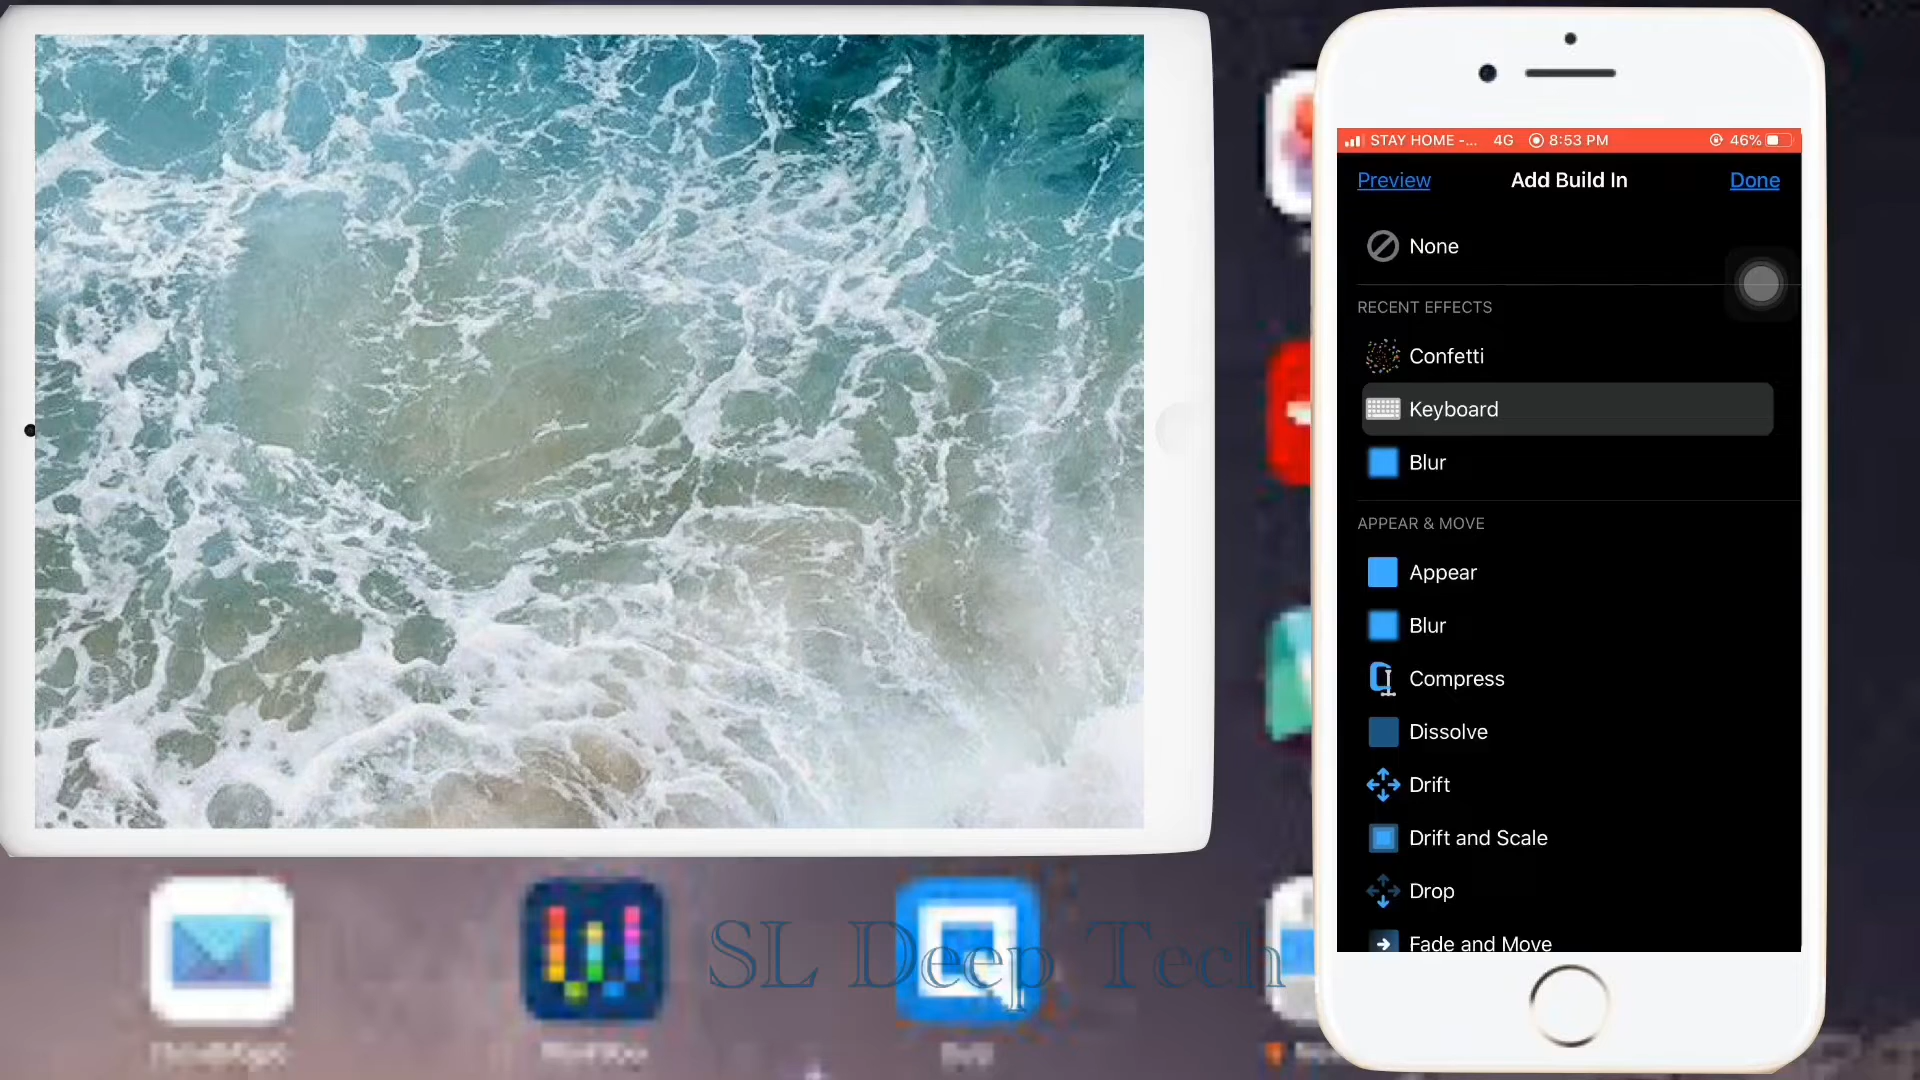 STAY HOME -... 4G 8:53 PM 46%
Preview Add Build In Done
None
RECENT EFFECTS
Confetti
Keyboard
Blur
APPEAR & MOVE
Appear
Blur
Compress
Dissolve
Drift
Drift and Scale
Drop
Fade and Move
SL Deep Tech